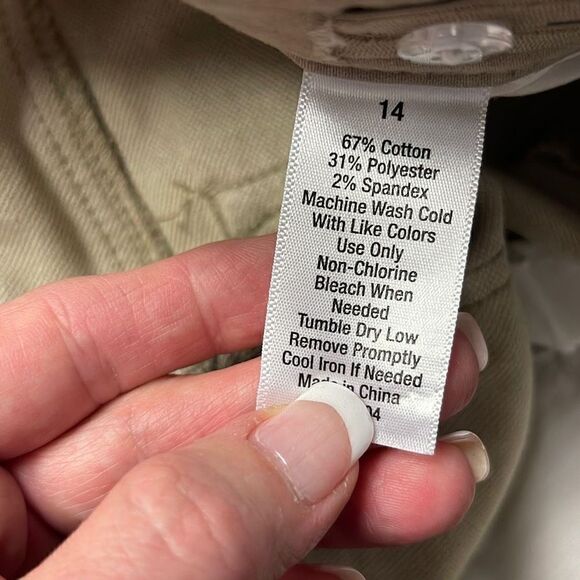 14
67% Cotton
31% Polyester
2% Spandex
Machine Wash Cold
With Like Colors
Use Only
Non-Chlorine
Bleach When
Needed
Tumble Dry Low
Remove Promptly
Cool Iron If Needed
Made in China